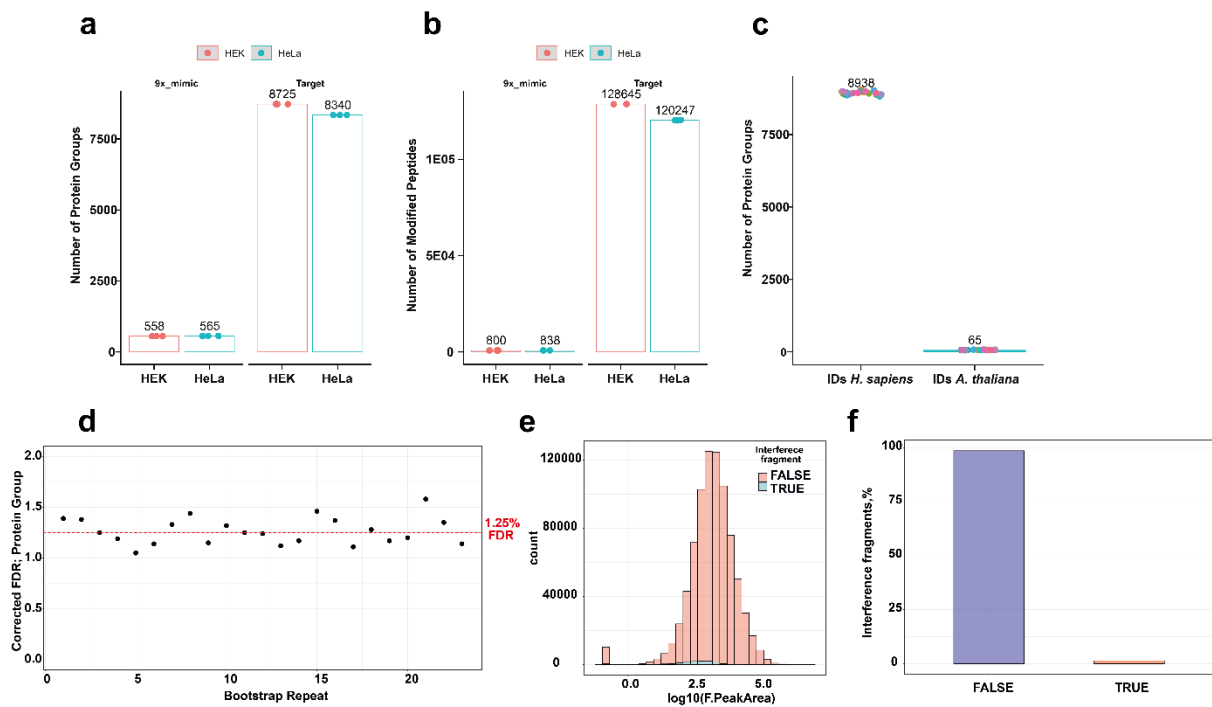 a
HEK HeLa
9x_mimic Target
Number of Protein Groups
7500
5000
2500
0
558
565
8725
8340
HEK HeLa HEK HeLa
b
HEK HeLa
9x_mimic Target
Number of Modified Peptides
1E+05
5E+04
0
800
838
128645
120247
HEK HeLa HEK HeLa
c
Number of Protein Groups
7500
5000
2500
0
8938
65
IDs H. sapiens IDs A. thaliana
d
Corrected FDR; Protein Group
2.0
1.5
1.0
0.5
0.0
1.25%
FDR
0 5 10 15 20
Bootstrap Repeat
e
Interferece
fragment
FALSE
TRUE
count
120000
80000
40000
0
0.0 2.5 5.0
log10(F.PeakArea)
f
Interference fragments,%
100
75
50
25
%
FALSE TRUE